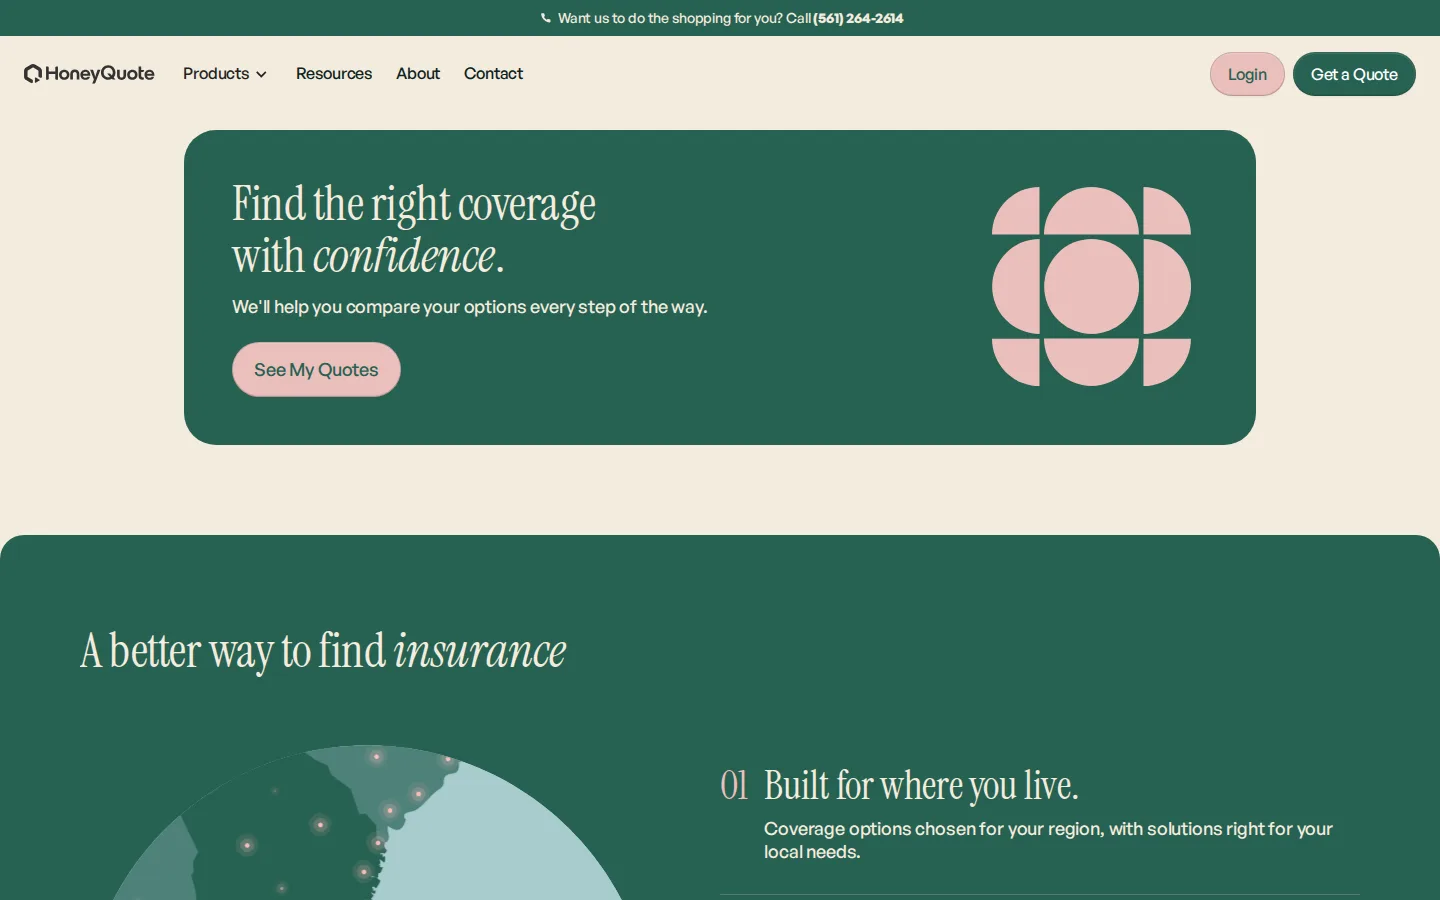 Want us to do the shopping for you? Call (561) 264-2614
HoneyQuote
Products
Resources
About
Contact
Login
Get a Quote
Find the right coverage
with confidence.
We'll help you compare your options every step of the way.
See My Quotes
A better way to find insurance
01 Built for where you live.
Coverage options chosen for your region, with solutions right for your
local needs.